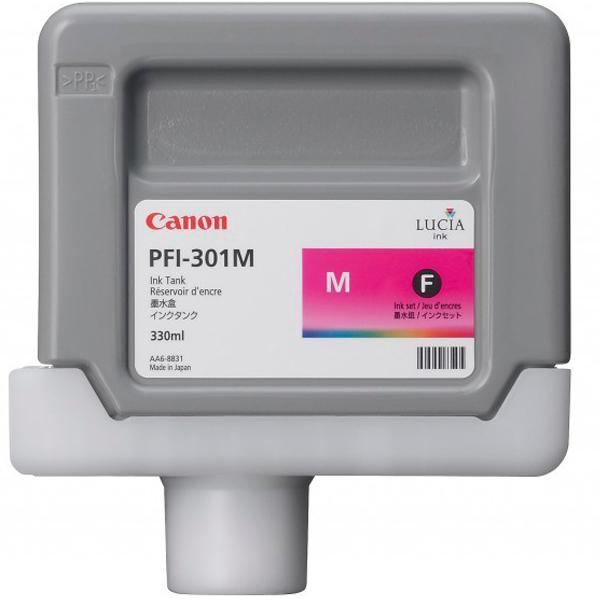 >PP<
Canon
LUCIA
ink
PFI-301M
Ink Tank
Réservoir d'encre
墨水盒
インクタンク
330ml
AA6-8831
Made in Japan
M
F
Ink set / Jeu d'encres
墨水组 / インクセット